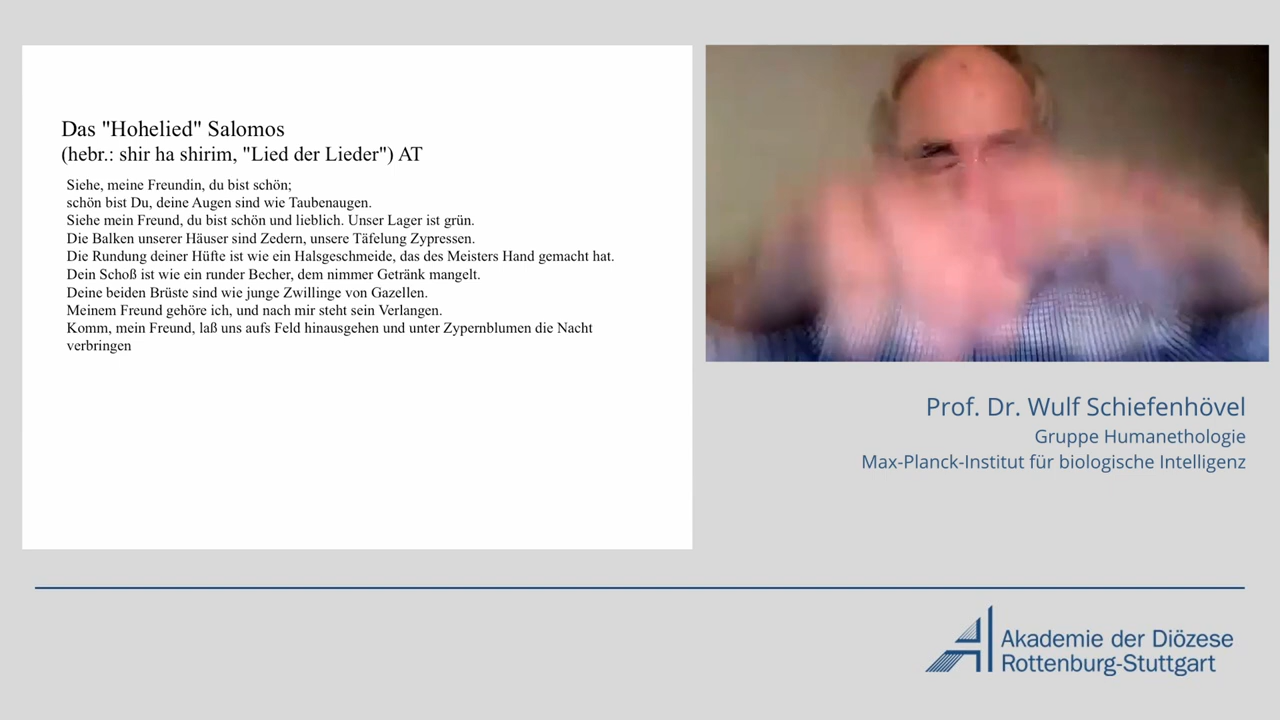 Das "Hohelied" Salomos
(hebr.: shir ha shirim, "Lied der Lieder") AT
Siehe, meine Freundin, du bist schön;
schön bist Du, deine Augen sind wie Taubenaugen.
Siehe mein Freund, du bist schön und lieblich. Unser Lager ist grün.
Die Balken unserer Häuser sind Zedern, unsere Täfelung Zypressen.
Die Rundung deiner Hüfte ist wie ein Halsgeschmeide, das des Meisters Hand gemacht hat.
Dein Schoß ist wie ein runder Becher, dem nimmer Getränk mangelt.
Deine beiden Brüste sind wie junge Zwillinge von Gazellen.
Meinem Freund gehöre ich, und nach mir steht sein Verlangen.
Komm, mein Freund, laß uns aufs Feld hinausgehen und unter Zypernblumen die Nacht
verbringen
Prof. Dr. Wulf Schiefenhövel
Gruppe Humanethologie
Max-Planck-Institut für biologische Intelligenz
Akademie der Diözese
Rottenburg-Stuttgart